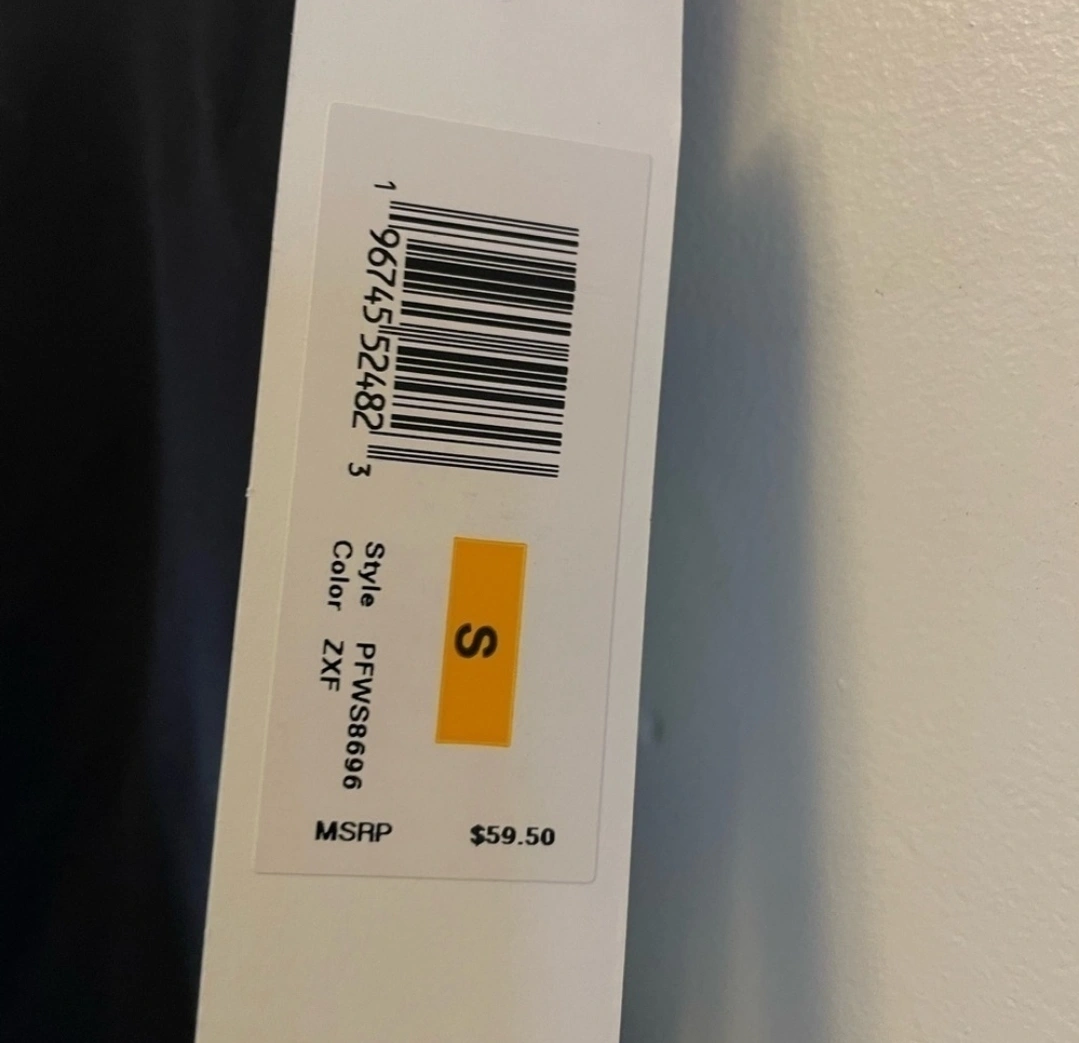 1 96745 52482 3
S
Style PFWS8696
Color ZXF
MSRP $59.50